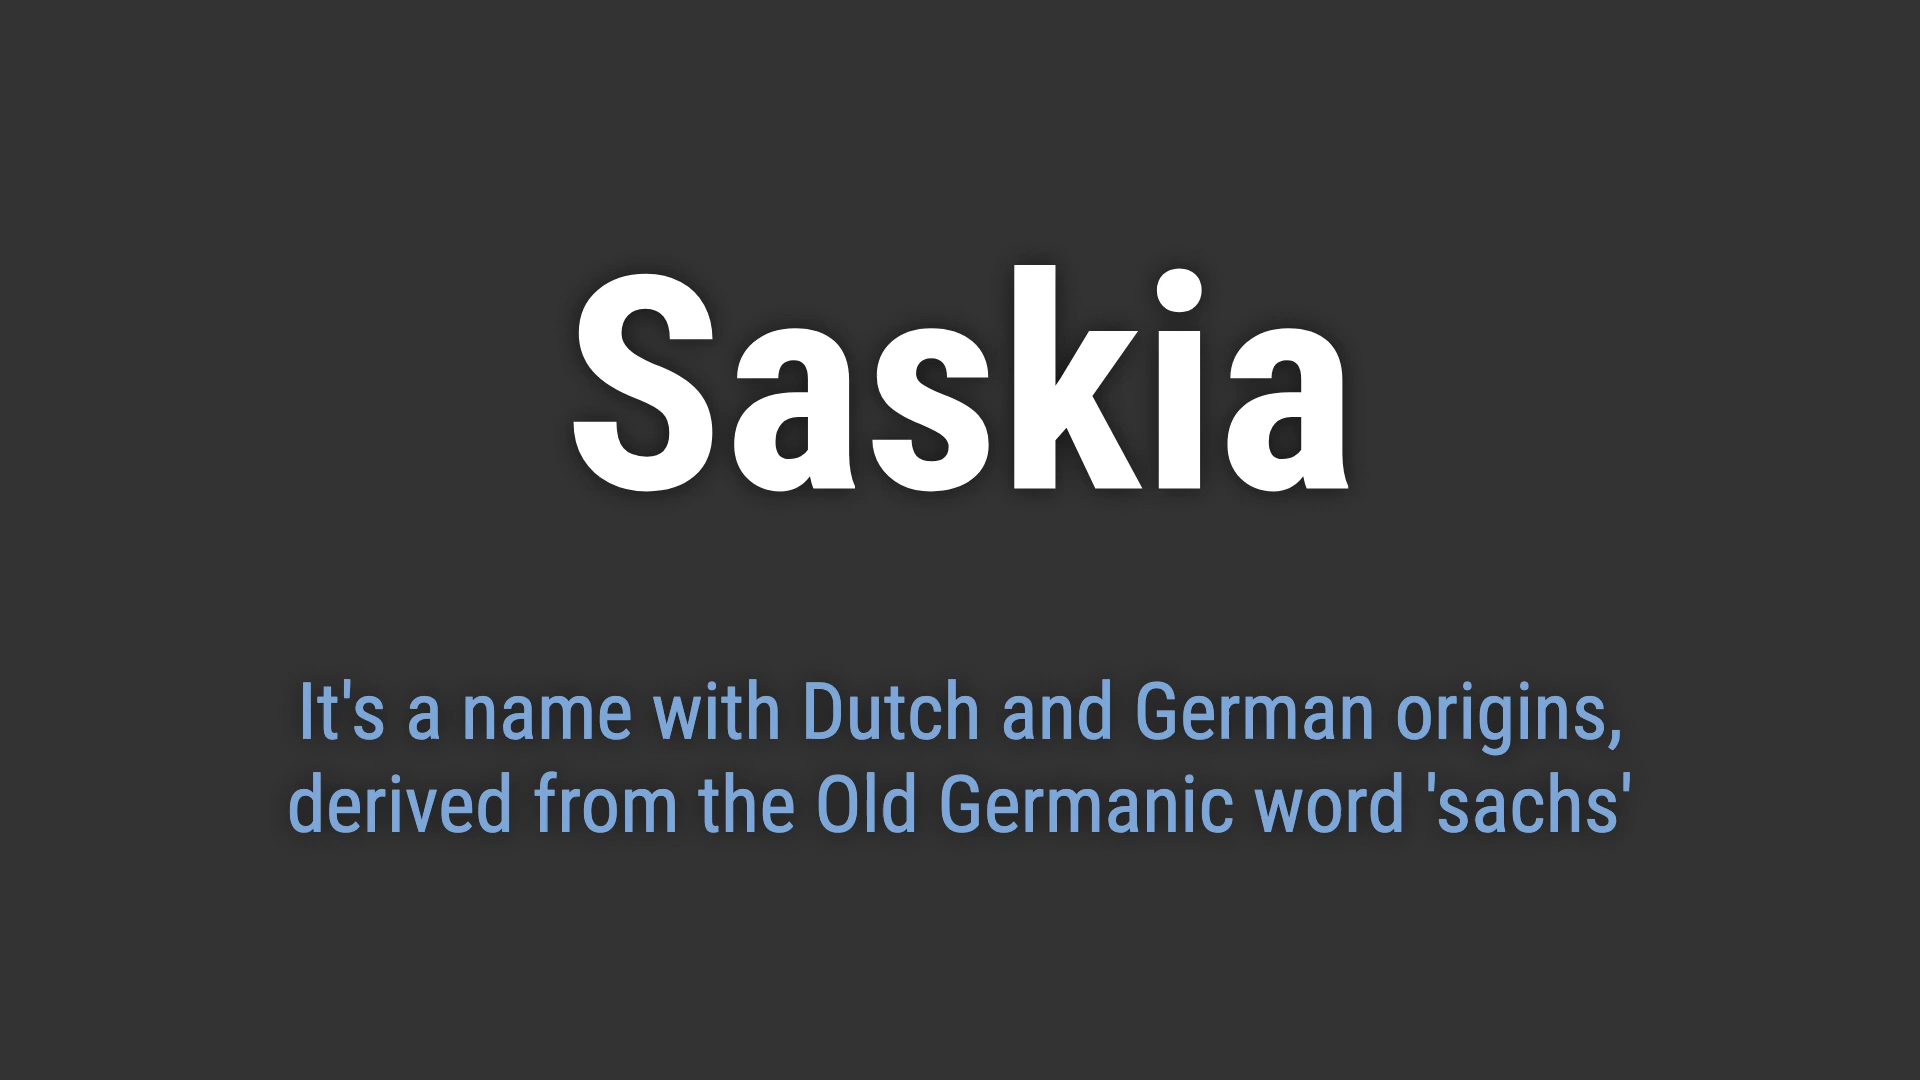 Saskia
It's a name with Dutch and German origins,
derived from the Old Germanic word 'sachs'